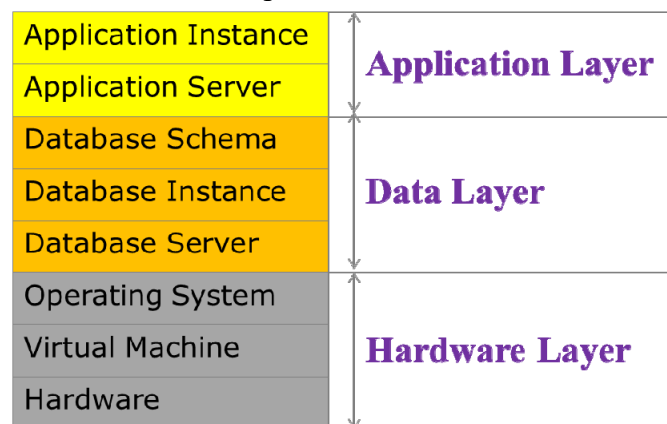 Application Instance
Application Server
Application Layer
Database Schema
Database Instance
Database Server
Data Layer
Operating System
Virtual Machine
Hardware
Hardware Layer